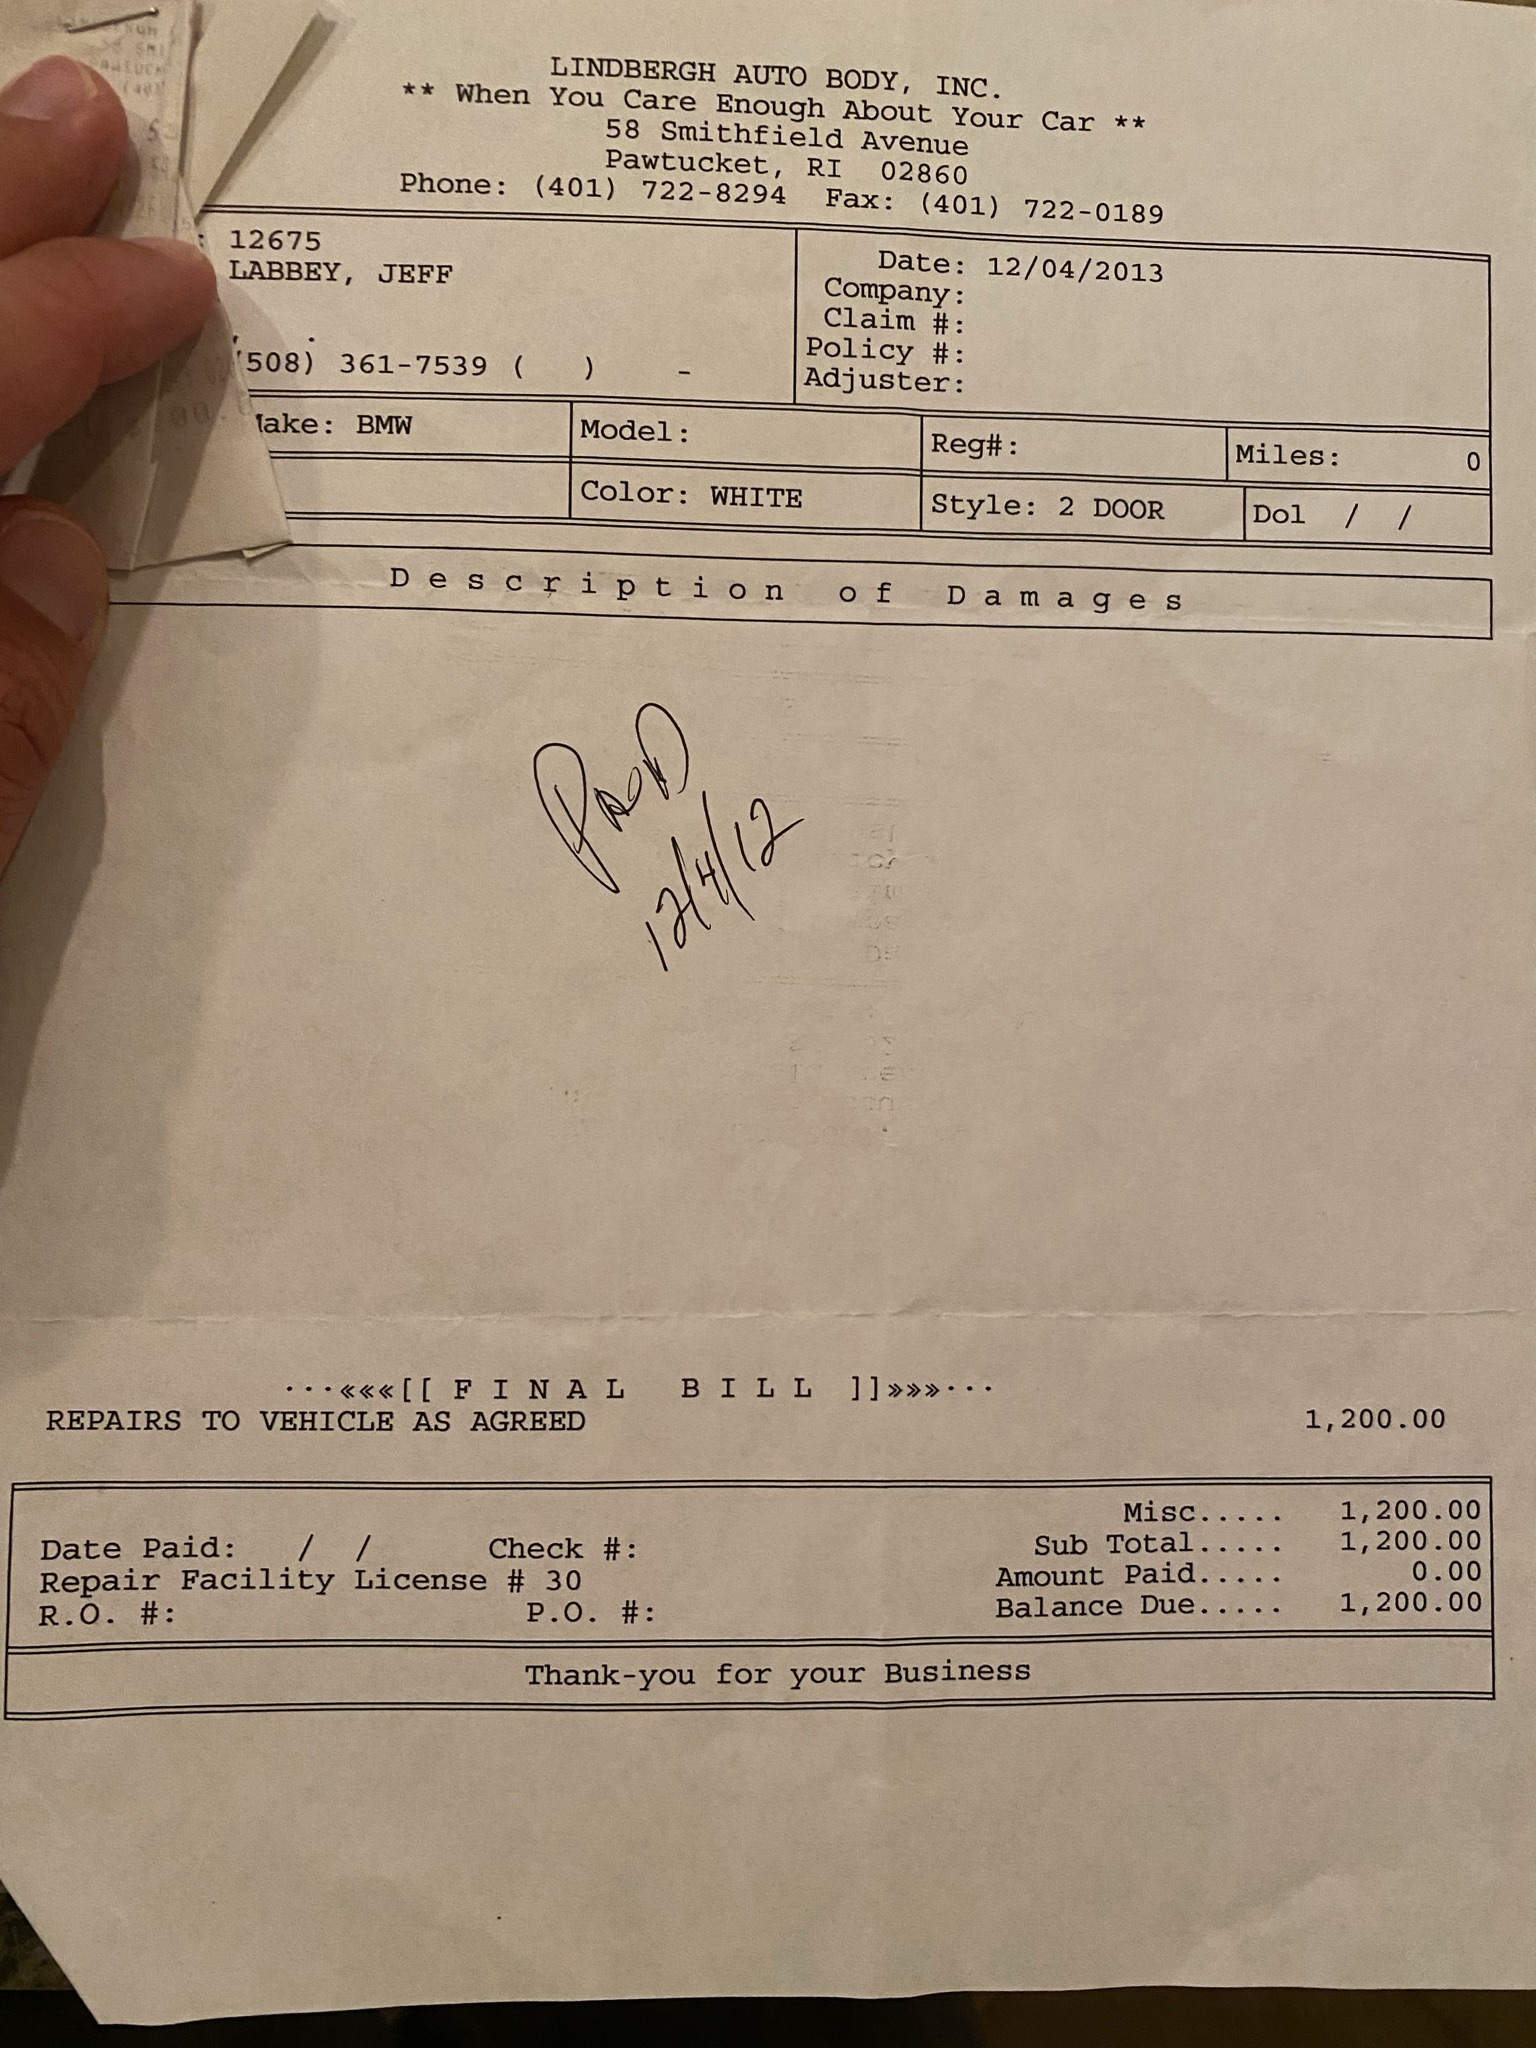 LINDBERGH AUTO BODY, INC.
** When You Care Enough About Your Car **
58 Smithfield Avenue
Pawtucket, RI 02860
Phone: (401) 722-8294 Fax: (401) 722-0189
: 12675
LABBEY, JEFF
, .
(508) 361-7539 ( ) -
Date: 12/04/2013
Company:
Claim #:
Policy #:
Adjuster:
Make: BMW Model: Reg#: Miles: 0
Color: WHITE Style: 2 DOOR Dol / /
Description of Damages
PAID
12/4/12
...«««[[ FINAL BILL ]]»»»...
REPAIRS TO VEHICLE AS AGREED 1,200.00
Misc..... 1,200.00
Date Paid: / / Check #: Sub Total..... 1,200.00
Repair Facility License # 30 Amount Paid..... 0.00
R.O. #: P.O. #: Balance Due..... 1,200.00
Thank-you for your Business